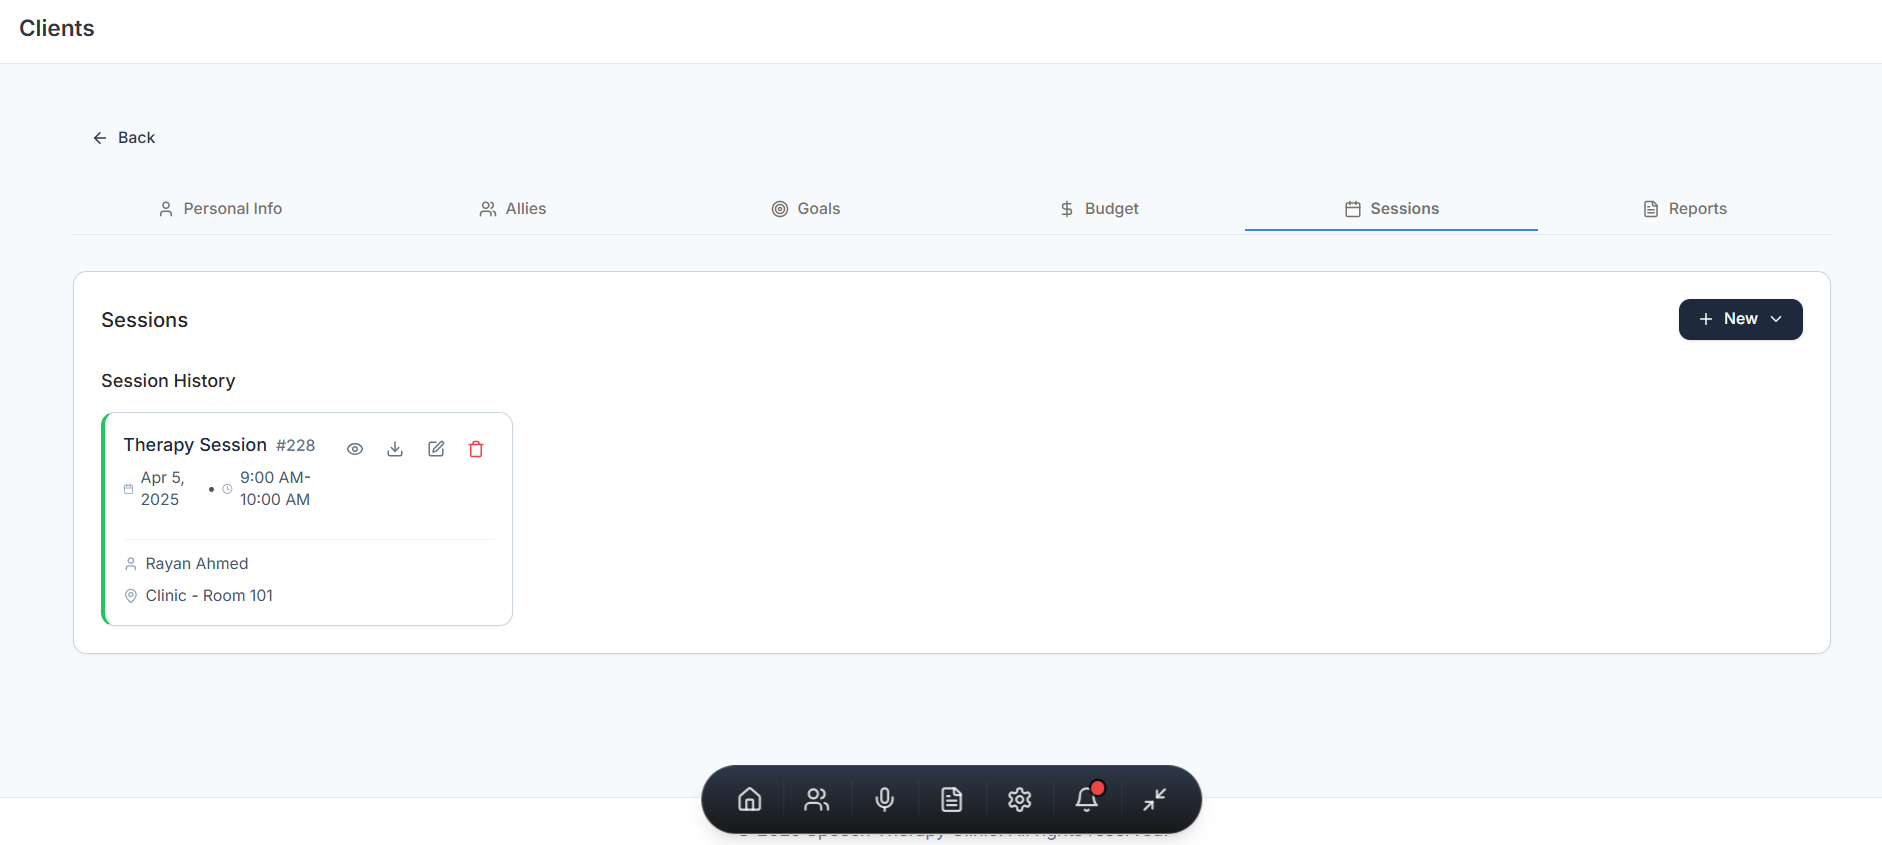 Clients
Back
Personal Info
Allies
Goals
Budget
Sessions
Reports
Sessions
New
Session History
Therapy Session #228
Apr 5,
2025
• 9:00 AM-
10:00 AM
Rayan Ahmed
Clinic - Room 101